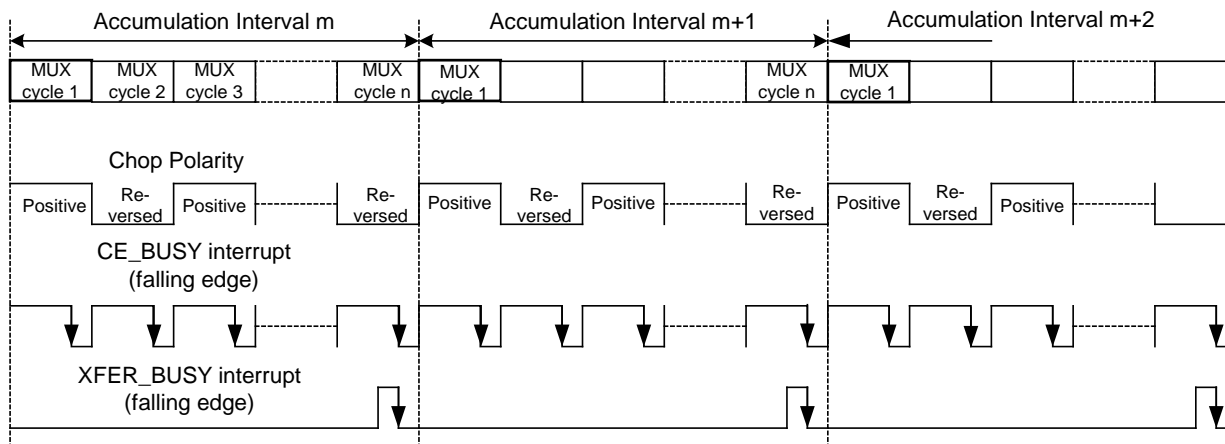 Accumulation Interval m
Accumulation Interval m+1
Accumulation Interval m+2
MUX
cycle 1
MUX
cycle 2
MUX
cycle 3
MUX
cycle n
MUX
cycle 1
MUX
cycle n
MUX
cycle 1
Chop Polarity
Positive
Re-
versed
Positive
Re-
versed
Positive
Re-
versed
Positive
Re-
versed
Positive
Re-
versed
Positive
CE_BUSY interrupt
(falling edge)
XFER_BUSY interrupt
(falling edge)